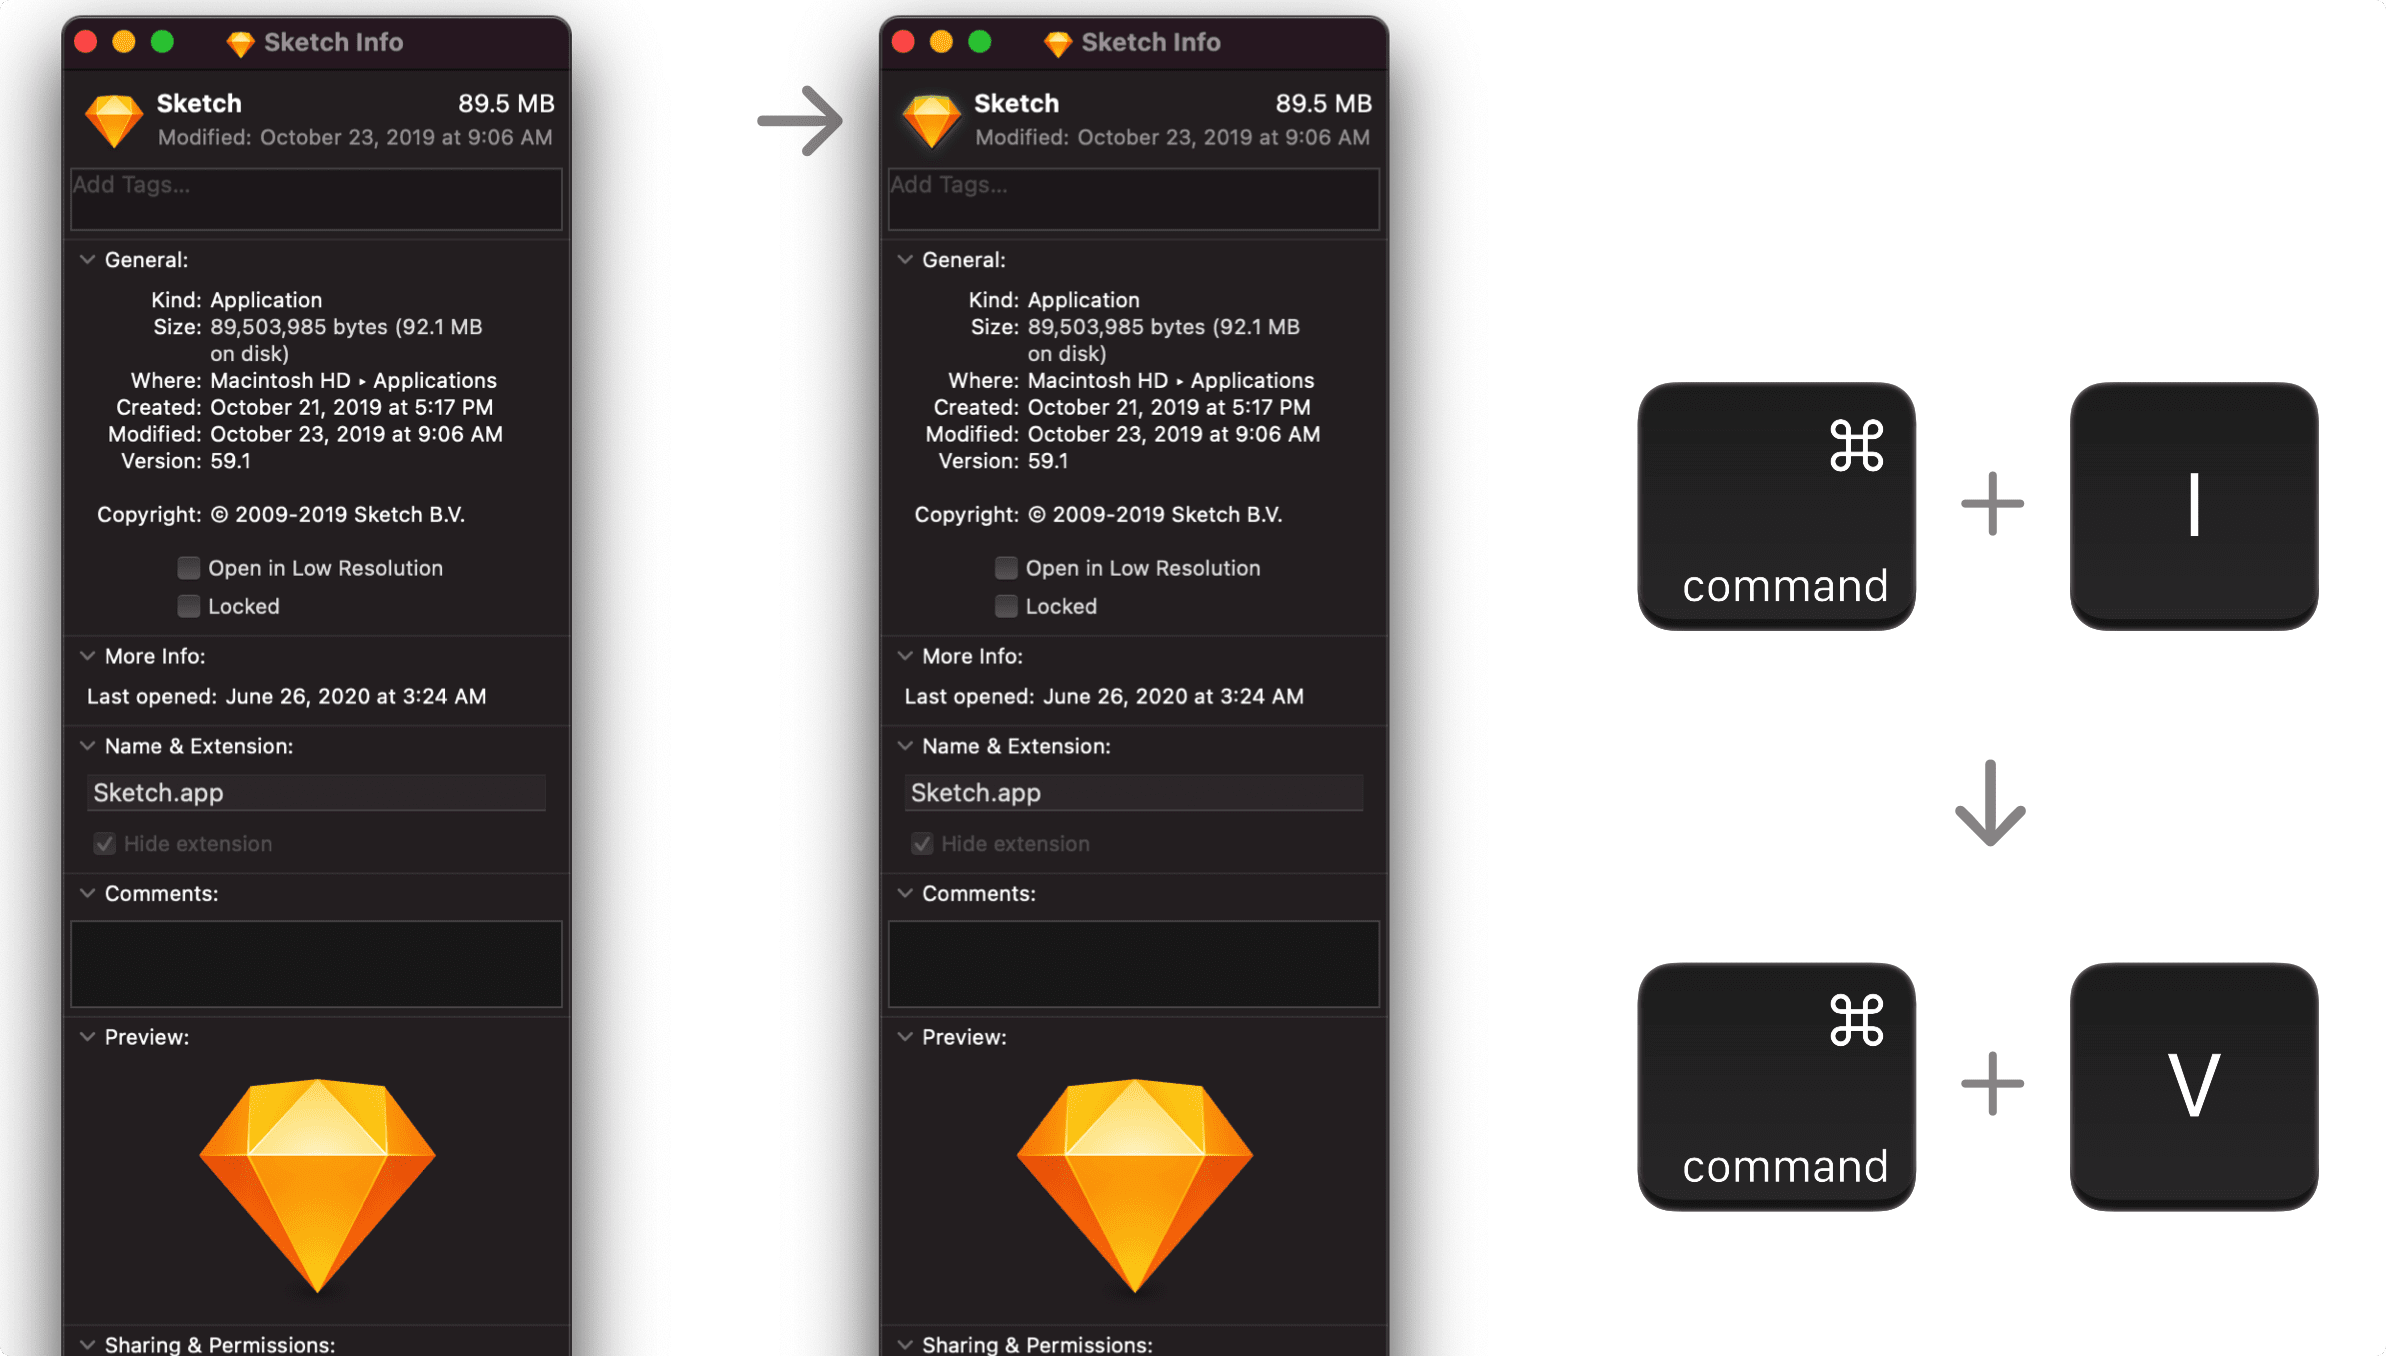 Sketch Info
Sketch 89.5 MB
Modified: October 23, 2019 at 9:06 AM
Add Tags...
General:
Kind: Application
Size: 89,503,985 bytes (92.1 MB
on disk)
Where: Macintosh HD ▸ Applications
Created: October 21, 2019 at 5:17 PM
Modified: October 23, 2019 at 9:06 AM
Version: 59.1
Copyright: © 2009-2019 Sketch B.V.
Open in Low Resolution
Locked
More Info:
Last opened: June 26, 2020 at 3:24 AM
Name & Extension:
Sketch.app
Hide extension
Comments:
Preview:
Sharing & Permissions:
Sketch Info
Sketch 89.5 MB
Modified: October 23, 2019 at 9:06 AM
Add Tags...
General:
Kind: Application
Size: 89,503,985 bytes (92.1 MB
on disk)
Where: Macintosh HD ▸ Applications
Created: October 21, 2019 at 5:17 PM
Modified: October 23, 2019 at 9:06 AM
Version: 59.1
Copyright: © 2009-2019 Sketch B.V.
Open in Low Resolution
Locked
More Info:
Last opened: June 26, 2020 at 3:24 AM
Name & Extension:
Sketch.app
Hide extension
Comments:
Preview:
Sharing & Permissions:
⌘
command + I
⌘
command + V